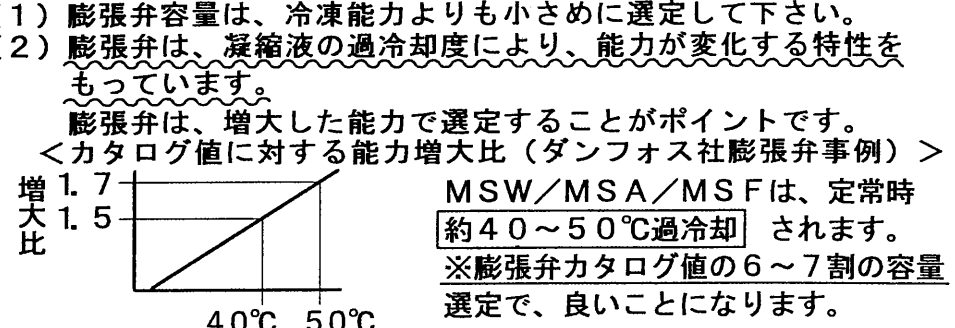 (1)膨張弁容量は、冷凍能力よりも小さめに選定して下さい。
(2)膨張弁は、凝縮液の過冷却度により、能力が変化する特性を
もっています。
膨張弁は、増大した能力で選定することがポイントです。
<カタログ値に対する能力増大比(ダンフォス社膨張弁事例)>
増大比
1.7
1.5
40℃ 50℃
MSW/MSA/MSFは、定常時
約40~50℃過冷却 されます。
※膨張弁カタログ値の6~7割の容量
選定で、良いことになります。